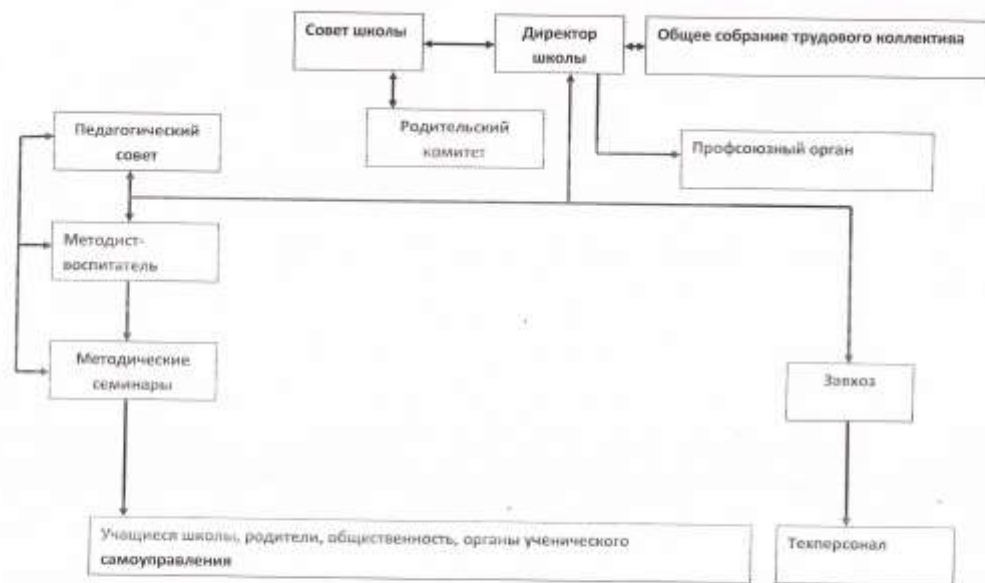 Совет школы
Директор
школы
Общее собрание трудового коллектива
Родительский
комитет
Профсоюзный орган
Педагогический
совет
Методист-
воспитатель
Методические
семинары
Завхоз
Учащиеся школы, родители, общественность, органы ученического
самоуправления
Техперсонал